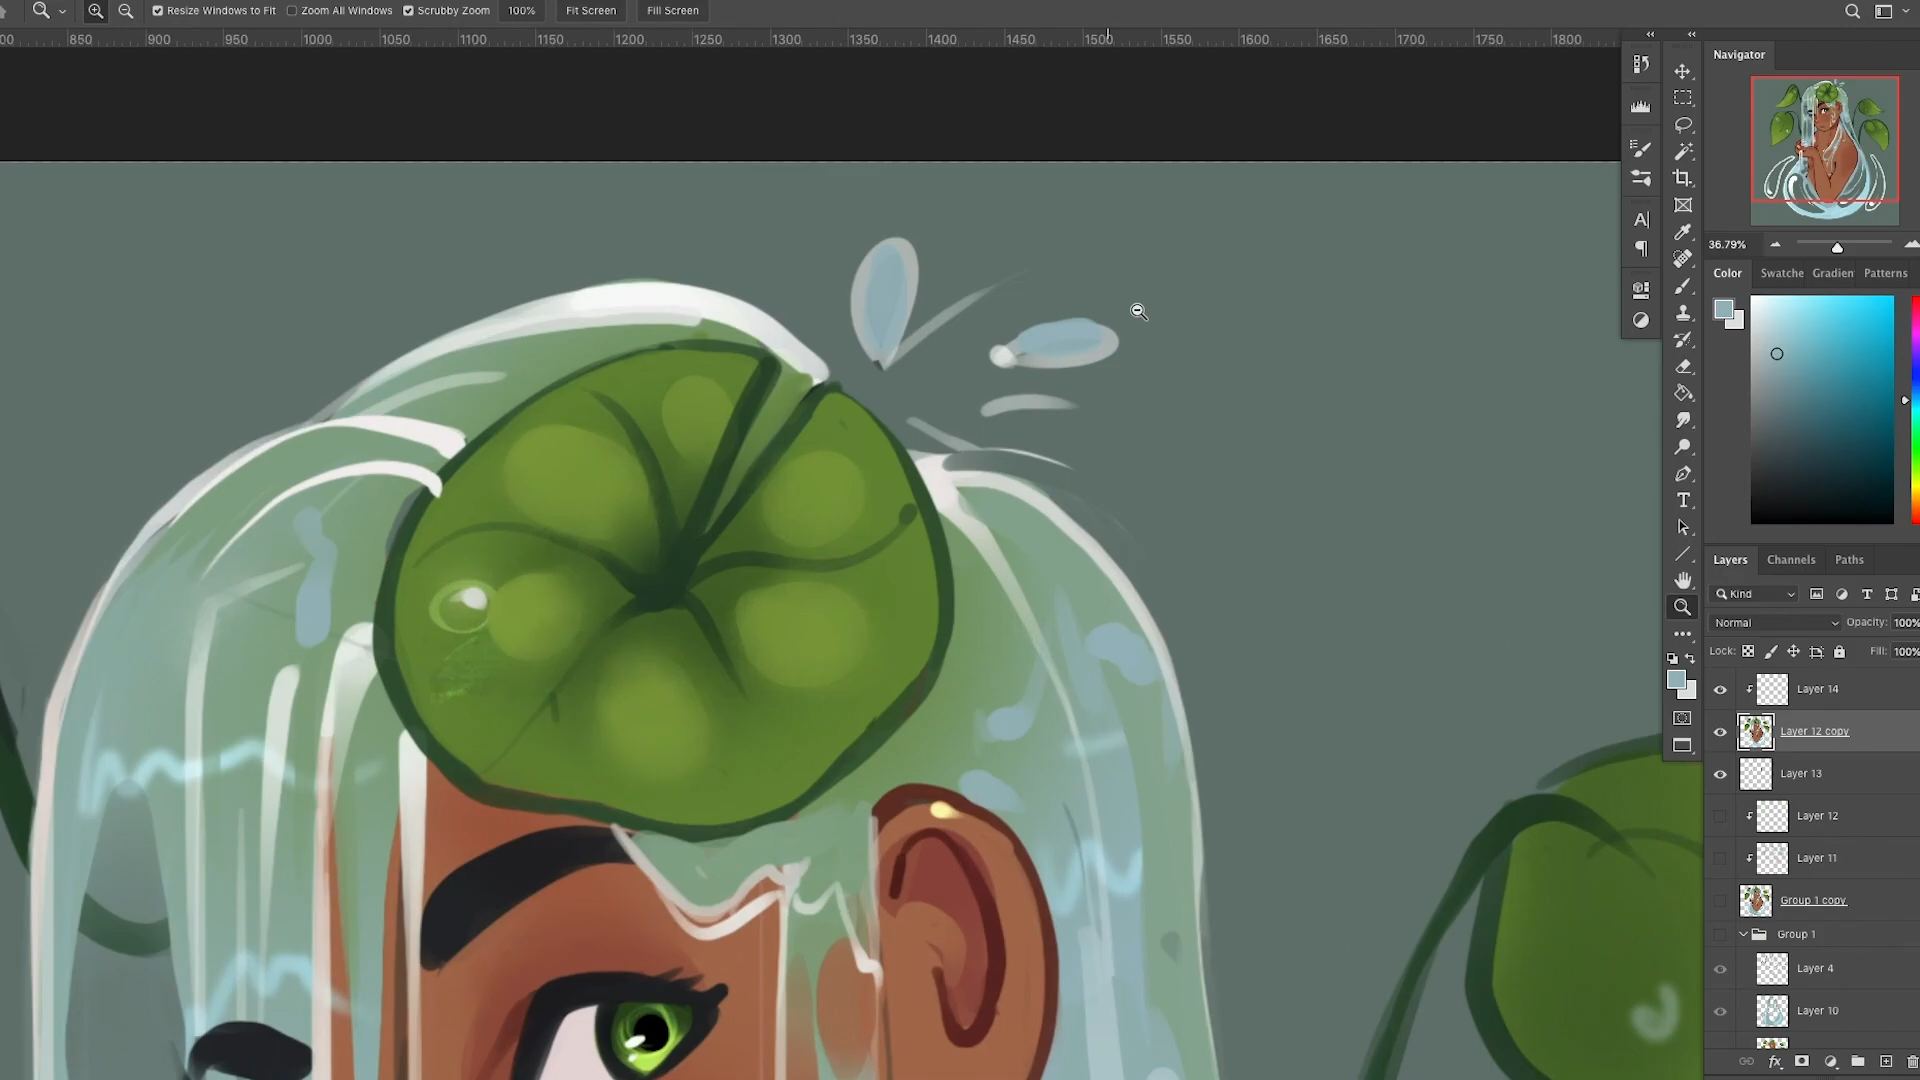 Resize Windows to Fit Zoom All Windows Scrubby Zoom 100% Fit Screen Fill Screen
00 850 900 950 1000 1050 1100 1150 1200 1250 1300 1350 1400 1450 1500 1550 1600 1650 1700 1750 1800
Navigator
36.79%
Color Swatche Gradien Patterns
Layers Channels Paths
Kind
Normal Opacity: 100%
Lock: Fill: 100%
Layer 14
Layer 12 copy
Layer 13
Layer 12
Layer 11
Group 1 copy
Group 1
Layer 4
Layer 10